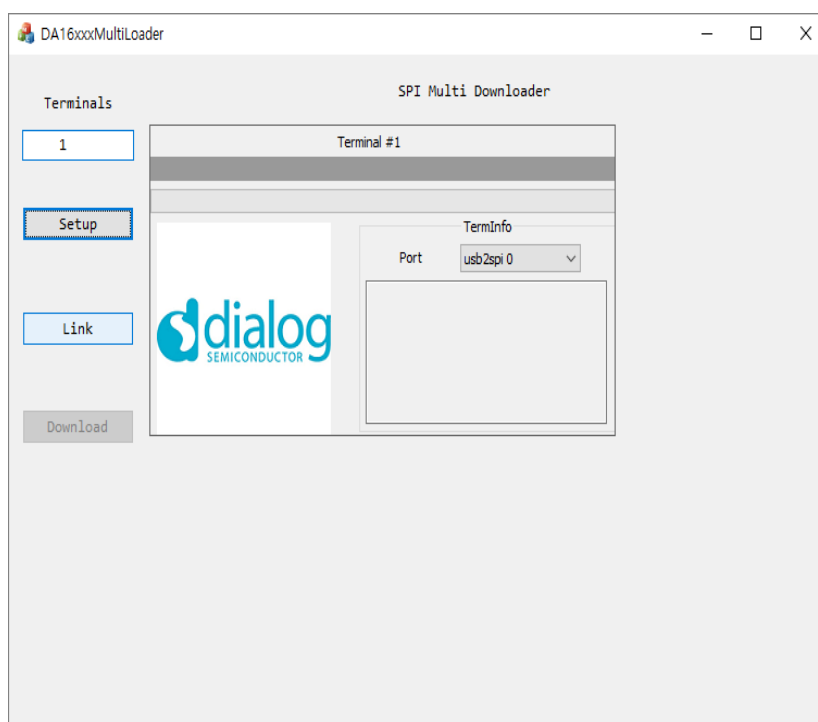 DA16xxxMultiLoader
SPI Multi Downloader
Terminals
1
Terminal #1
Setup
TermInfo
Port
usb2spi 0
Link
dialog
SEMICONDUCTOR
Download